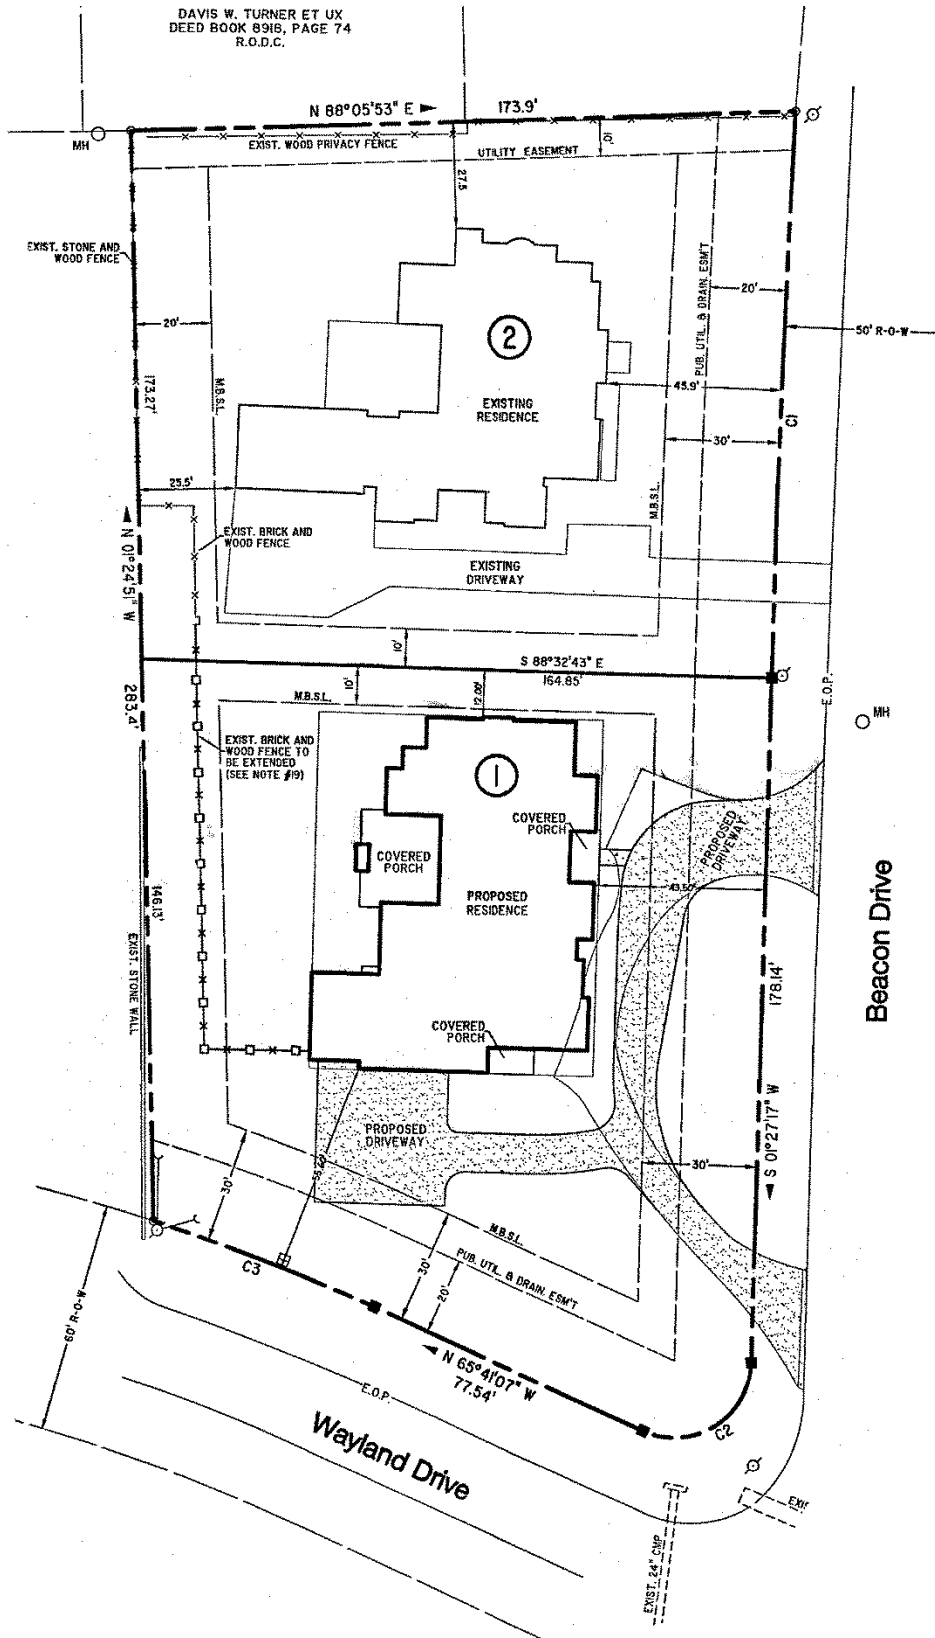 DAVIS W. TURNER ET UX
DEED BOOK 8918, PAGE 74
R.O.D.C.
N 88°05'53" E
173.9'
MH
EXIST. WOOD PRIVACY FENCE
UTILITY EASEMENT
10'
27.5
EXIST. STONE AND
WOOD FENCE
PUB. UTIL. & DRAIN. ESM'T
20'
20'
50' R-O-W
2
173.27'
M.B.S.L.
EXISTING
RESIDENCE
45.9'
C1
30'
25.5'
M.B.S.L.
N 01°24'51" W
EXIST. BRICK AND
WOOD FENCE
EXISTING
DRIVEWAY
10'
S 88°32'43" E
164.85'
10'
12.00'
283.4'
M.B.S.L.
E.O.P.
MH
EXIST. BRICK AND
WOOD FENCE TO
BE EXTENDED
(SEE NOTE #19)
1
COVERED
PORCH
PROPOSED
DRIVEWAY
COVERED
PORCH
146.13'
PROPOSED
RESIDENCE
43.50'
Beacon Drive
EXIST. STONE WALL
178.14'
COVERED
PORCH
PROPOSED
DRIVEWAY
S 01°27'17" W
30'
30'
M.B.S.L.
30'
PUB. UTIL. & DRAIN. ESM'T
20'
C3
60' R-O-W
N 65°41'07" W
77.54'
E.O.P.
C2
Wayland Drive
EXIST. 24" CMP